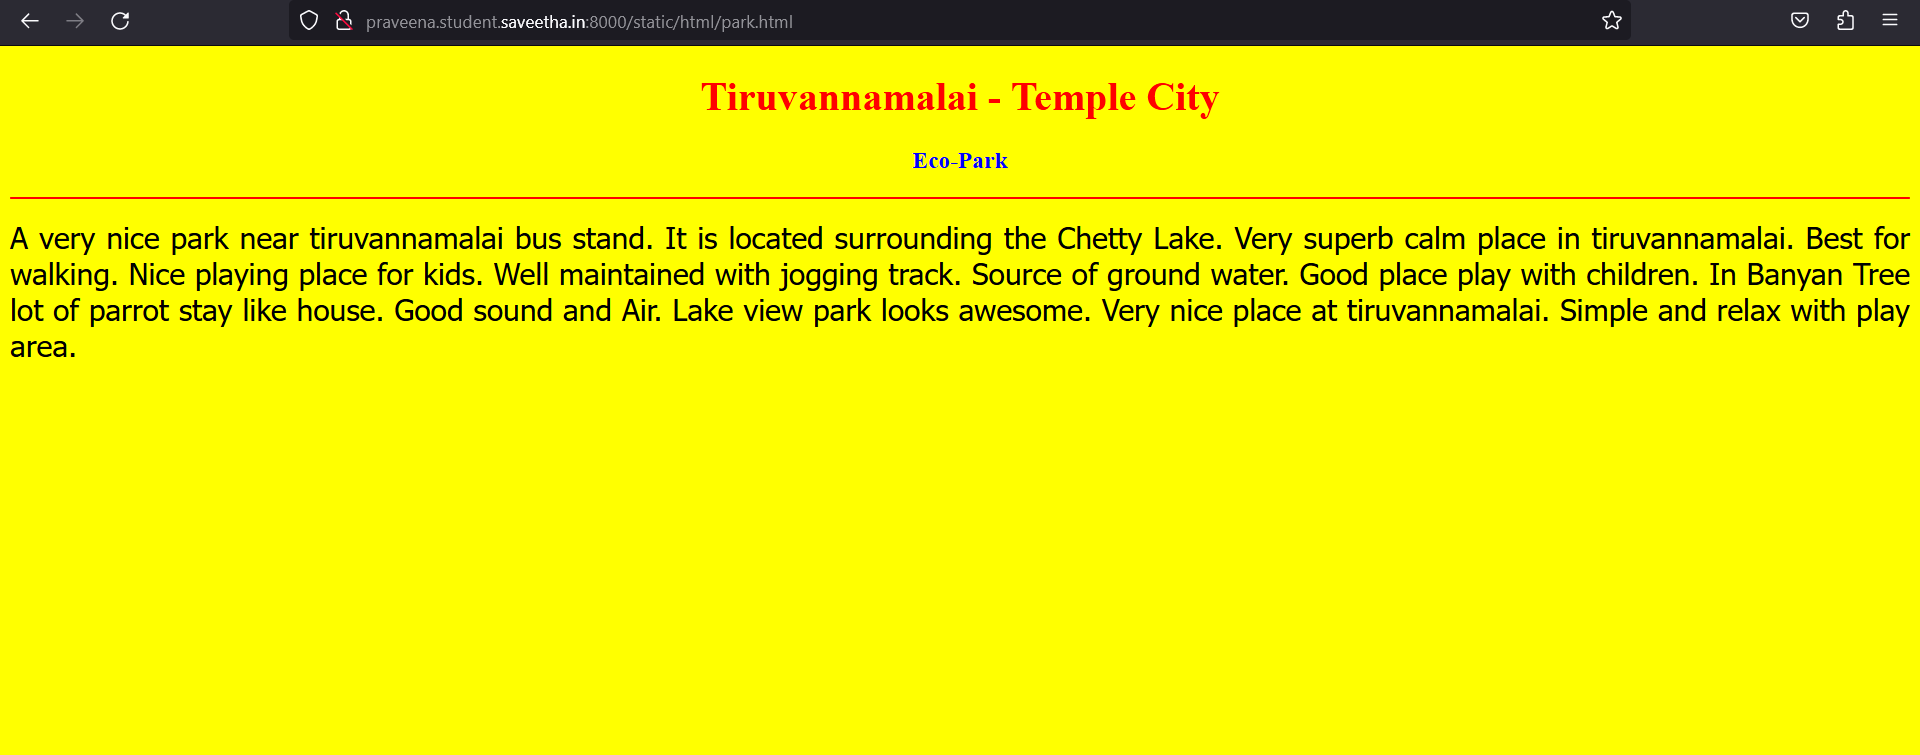 praveena.student.saveetha.in:8000/static/html/park.html
Tiruvannamalai - Temple City
Eco-Park
A very nice park near tiruvannamalai bus stand. It is located surrounding the Chetty Lake. Very superb calm place in tiruvannamalai. Best for
walking. Nice playing place for kids. Well maintained with jogging track. Source of ground water. Good place play with children. In Banyan Tree
lot of parrot stay like house. Good sound and Air. Lake view park looks awesome. Very nice place at tiruvannamalai. Simple and relax with play
area.